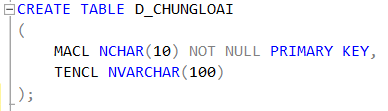 CREATE TABLE D_CHUNGLOAI
(
MACL NCHAR(10) NOT NULL PRIMARY KEY,
TENCL NVARCHAR(100)
);